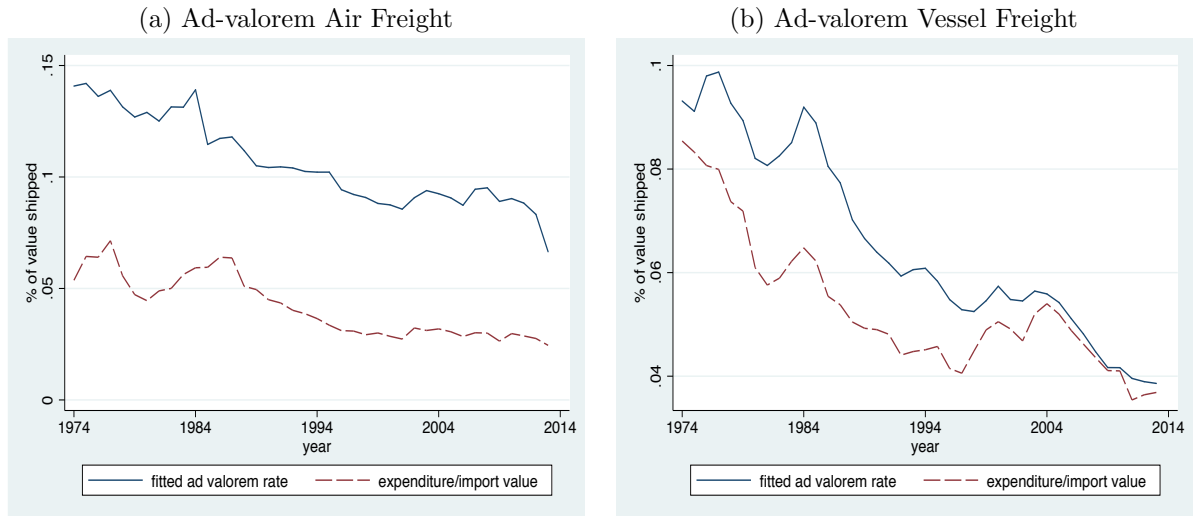 (a) Ad-valorem Air Freight
% of value shipped
.15
.1
.05
0
1974
1984
1994
2004
2014
year
fitted ad valorem rate
expenditure/import value
(b) Ad-valorem Vessel Freight
% of value shipped
.1
.08
.06
.04
1974
1984
1994
2004
2014
year
fitted ad valorem rate
expenditure/import value